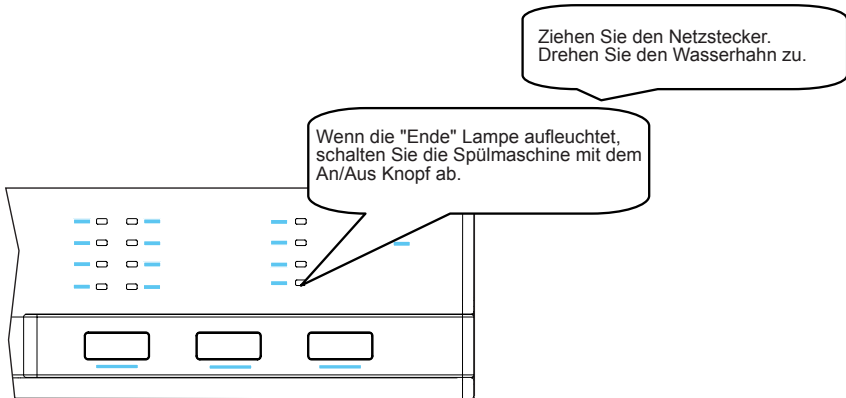 Ziehen Sie den Netzstecker.
Drehen Sie den Wasserhahn zu.
Wenn die "Ende" Lampe aufleuchtet,
schalten Sie die Spülmaschine mit dem
An/Aus Knopf ab.